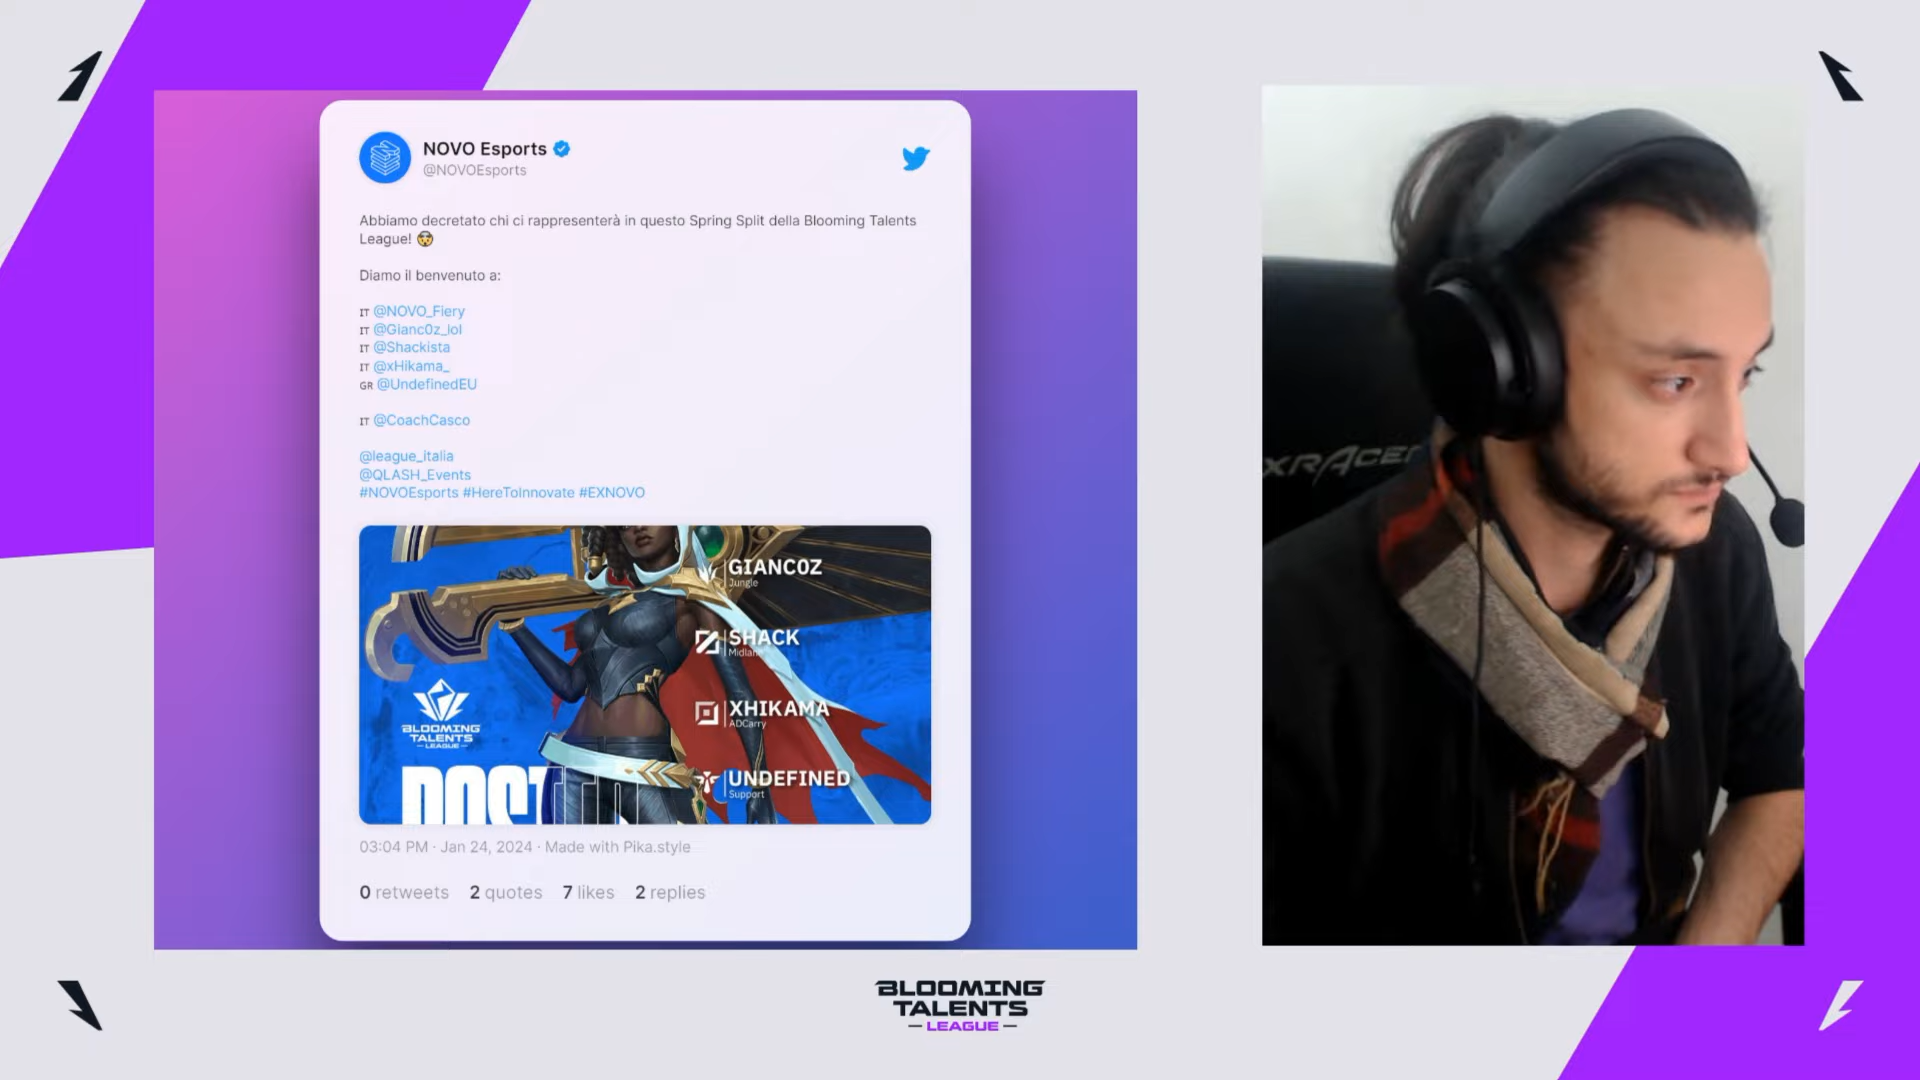 NOVO Esports
@NOVOEsports
Abbiamo decretato chi ci rappresenterà in questo Spring Split della Blooming Talents
League! 🤯
Diamo il benvenuto a:
IT @NOVO_Fiery
IT @Gianc0z_lol
IT @Shackista
IT @xHikama_
GR @UndefinedEU
IT @CoachCasco
@league_italia
@QLASH_Events
#NOVOEsports #HereToInnovate #EXNOVO
GIANC0Z
Jungle
SHACK
Midlane
XHIKAMA
ADCarry
UNDEFINED
Support
BLOOMING
TALENTS
LEAGUE
03:04 PM · Jan 24, 2024 · Made with Pika.style
0 retweets 2 quotes 7 likes 2 replies
XRACER
BLOOMING
TALENTS
LEAGUE